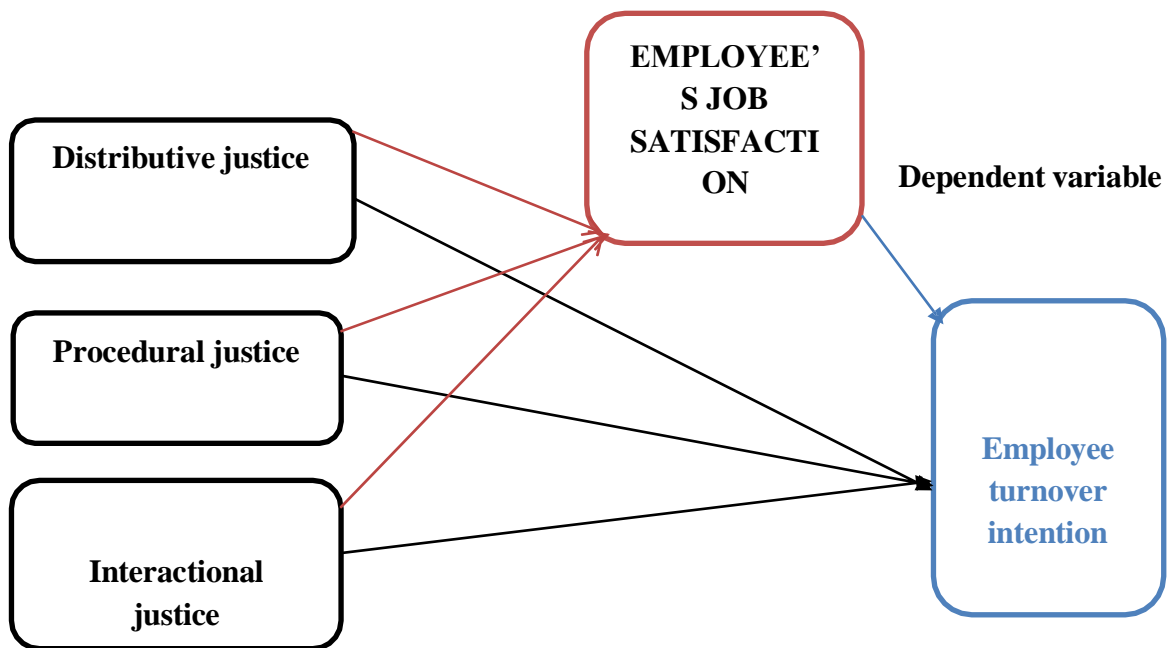 EMPLOYEE’
S JOB
SATISFACTI
ON
Distributive justice
Dependent variable
Procedural justice
Employee
turnover
intention
Interactional
justice